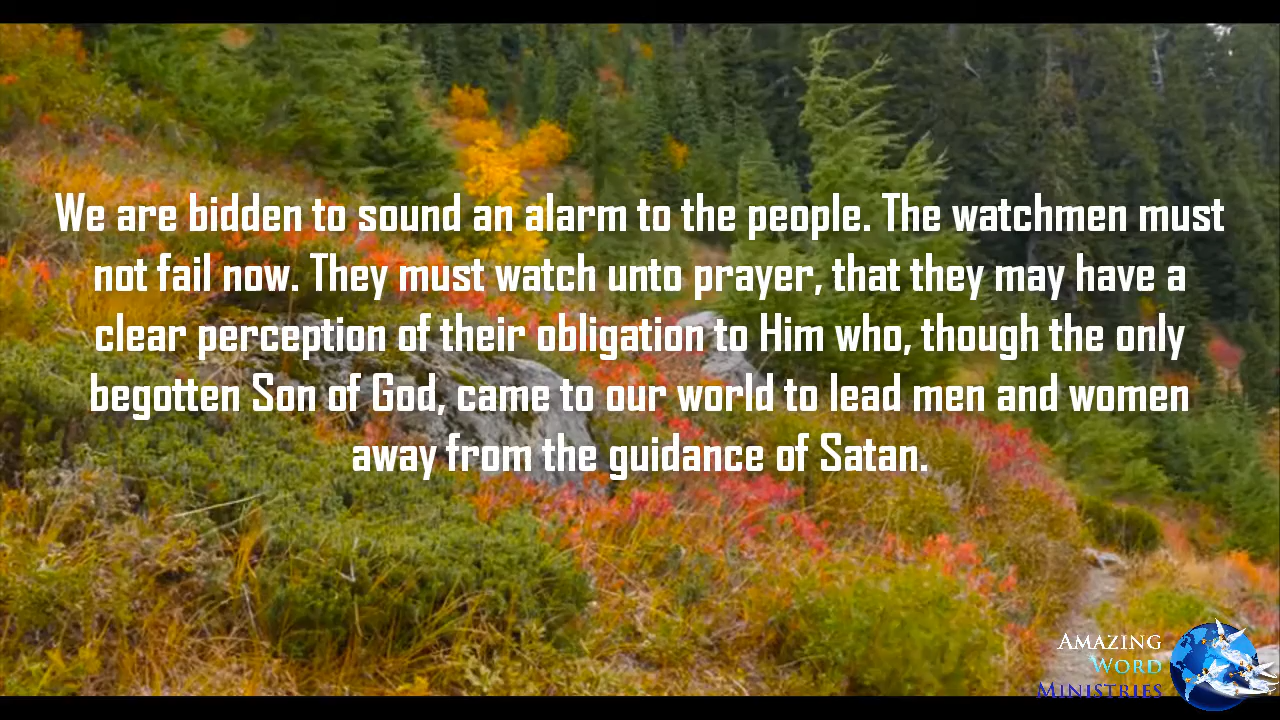 We are bidden to sound an alarm to the people. The watchmen must
not fail now. They must watch unto prayer, that they may have a
clear perception of their obligation to Him who, though the only
begotten Son of God, came to our world to lead men and women
away from the guidance of Satan.
Amazing
Word
Ministries